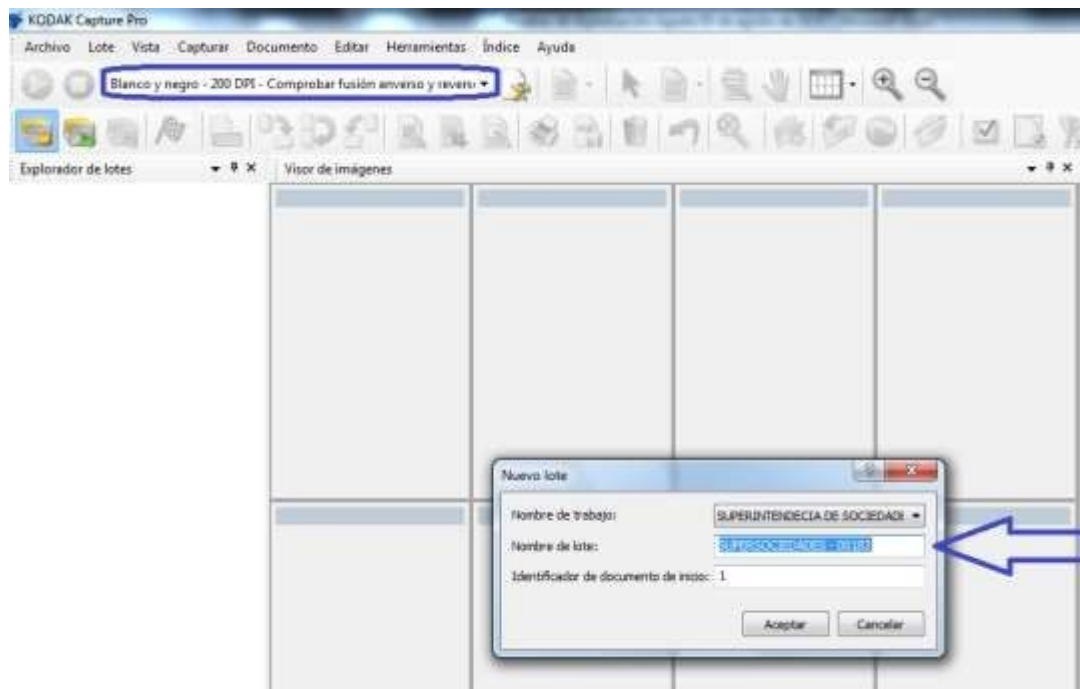 KODAK Capture Pro
Archivo Lote Vista Capturar Documento Editar Herramientas Índice Ayuda
Blanco y negro - 200 DPI - Comprobar fusión anverso y revers
Explorador de lotes
Visor de imágenes
Nuevo lote
Nombre de trabajo: SUPERINTENDECIA DE SOCIEDADE
Nombre de lote: SUPERSOCIEDADES
Identificador de documento de inicio: 1
Aceptar Cancelar